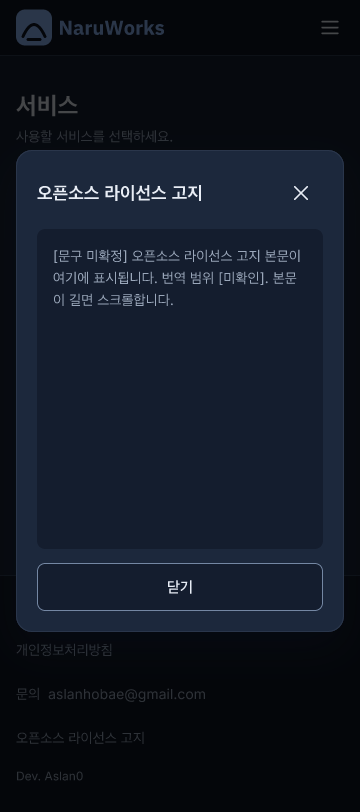 NaruWorks
서비스
사용할 서비스를 선택하세요.
오픈소스 라이선스 고지
[문구 미확정] 오픈소스 라이선스 고지 본문이
여기에 표시됩니다. 번역 범위 [미확인]. 본문
이 길면 스크롤합니다.
닫기
개인정보처리방침
문의 aslanhobae@gmail.com
오픈소스 라이선스 고지
Dev. Aslan0